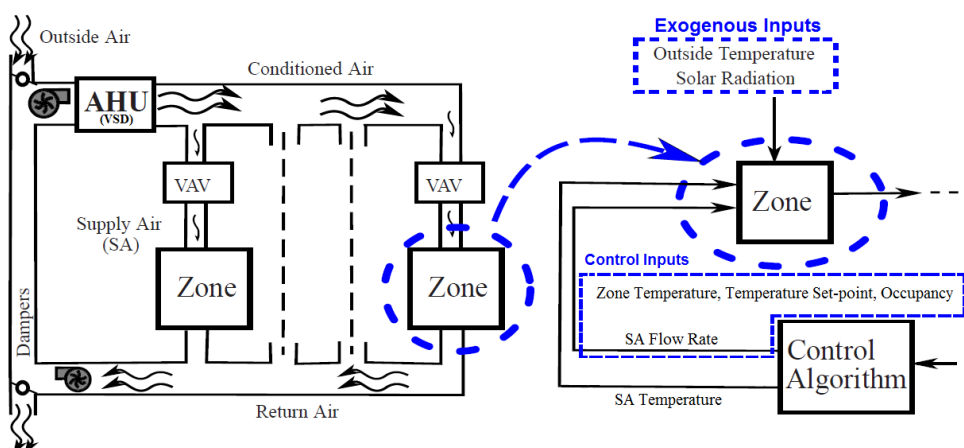 Outside Air
Conditioned Air
AHU
(VSD)
VAV
VAV
Supply Air
(SA)
Zone
Zone
Dampers
Return Air
Exogenous Inputs
Outside Temperature
Solar Radiation
Zone
Control Inputs
Zone Temperature, Temperature Set-point, Occupancy
SA Flow Rate
Control
Algorithm
SA Temperature